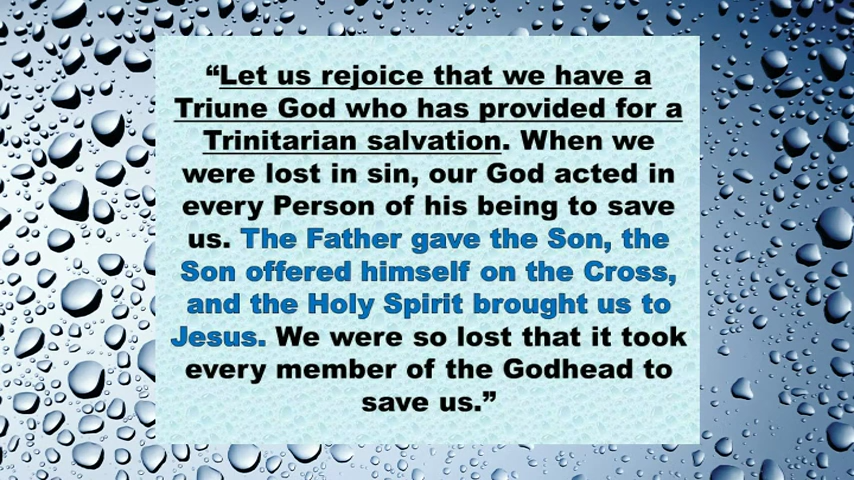 “Let us rejoice that we have a
Triune God who has provided for a
Trinitarian salvation. When we
were lost in sin, our God acted in
every Person of his being to save
us. The Father gave the Son, the
Son offered himself on the Cross,
and the Holy Spirit brought us to
Jesus. We were so lost that it took
every member of the Godhead to
save us.”